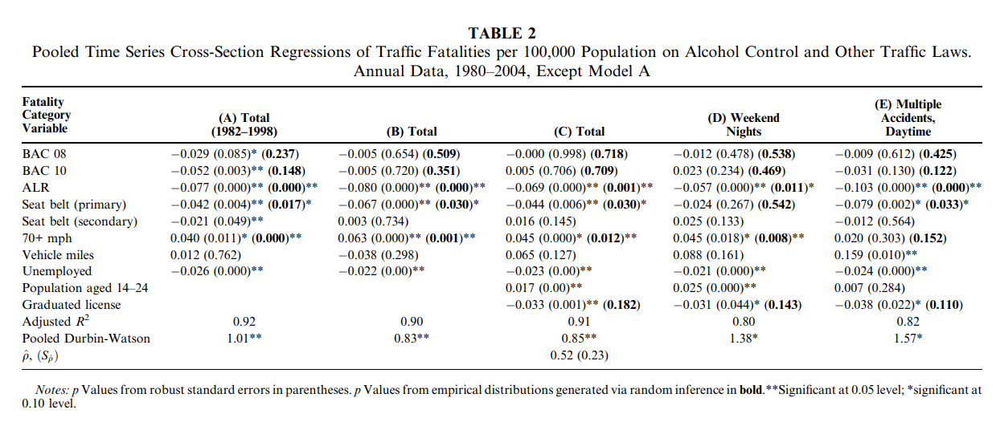 TABLE 2
Pooled Time Series Cross-Section Regressions of Traffic Fatalities per 100,000 Population on Alcohol Control and Other Traffic Laws.
Annual Data, 1980–2004, Except Model A
Fatality Category Variable (A) Total (1982–1998) (B) Total (C) Total (D) Weekend Nights (E) Multiple Accidents, Daytime
BAC 08 −0.029 (0.085)* (0.237) −0.005 (0.654) (0.509) −0.000 (0.998) (0.718) −0.012 (0.478) (0.538) −0.009 (0.612) (0.425)
BAC 10 −0.052 (0.003)** (0.148) −0.005 (0.720) (0.351) 0.005 (0.706) (0.709) 0.023 (0.234) (0.469) −0.031 (0.130) (0.122)
ALR −0.077 (0.000)** (0.000)** −0.080 (0.000)** (0.000)** −0.069 (0.000)** (0.001)** −0.057 (0.000)** (0.011)* −0.103 (0.000)** (0.000)**
Seat belt (primary) −0.042 (0.004)** (0.017)* −0.067 (0.000)** (0.030)* −0.044 (0.006)** (0.030)* −0.024 (0.267) (0.542) −0.079 (0.002)* (0.033)*
Seat belt (secondary) −0.021 (0.049)** 0.003 (0.734) 0.016 (0.145) 0.025 (0.133) −0.012 (0.564)
70+ mph 0.040 (0.011)* (0.000)** 0.063 (0.000)** (0.001)** 0.045 (0.000)* (0.012)** 0.045 (0.018)* (0.008)** 0.020 (0.303) (0.152)
Vehicle miles 0.012 (0.762) −0.038 (0.298) 0.065 (0.127) 0.088 (0.161) 0.159 (0.010)**
Unemployed −0.026 (0.000)** −0.022 (0.00)** −0.023 (0.00)** −0.021 (0.000)** −0.024 (0.000)**
Population aged 14–24 0.017 (0.00)** 0.025 (0.000)** 0.007 (0.284)
Graduated license −0.033 (0.001)** (0.182) −0.031 (0.044)* (0.143) −0.038 (0.022)* (0.110)
Adjusted R² 0.92 0.90 0.91 0.80 0.82
Pooled Durbin-Watson 1.01** 0.83** 0.85** 1.38* 1.57*
ρ̂, (Sρ̂) 0.52 (0.23)
Notes: p Values from robust standard errors in parentheses. p Values from empirical distributions generated via random inference in bold.**Significant at 0.05 level; *significant at
0.10 level.